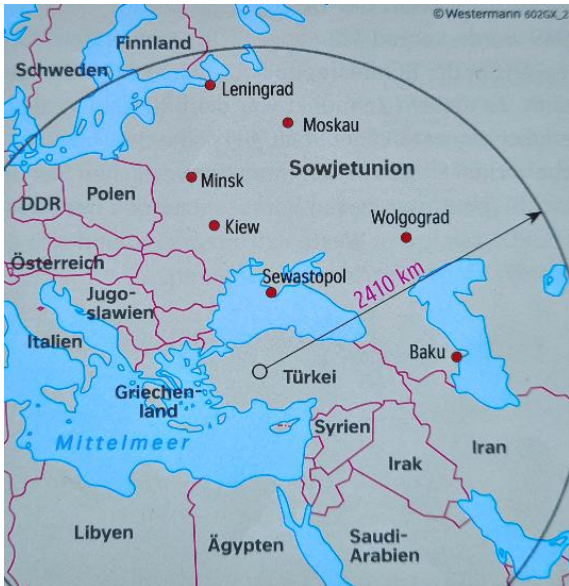 © Westermann 602GX_2
Finnland
Schweden
Leningrad
Moskau
Sowjetunion
Minsk
Polen
DDR
Kiew
Wolgograd
Österreich
2410 km
Sewastopol
Jugo-
slawien
Italien
Baku
Türkei
Griechen-
land
Syrien
Mittelmeer
Irak
Iran
Libyen
Ägypten
Saudi-
Arabien